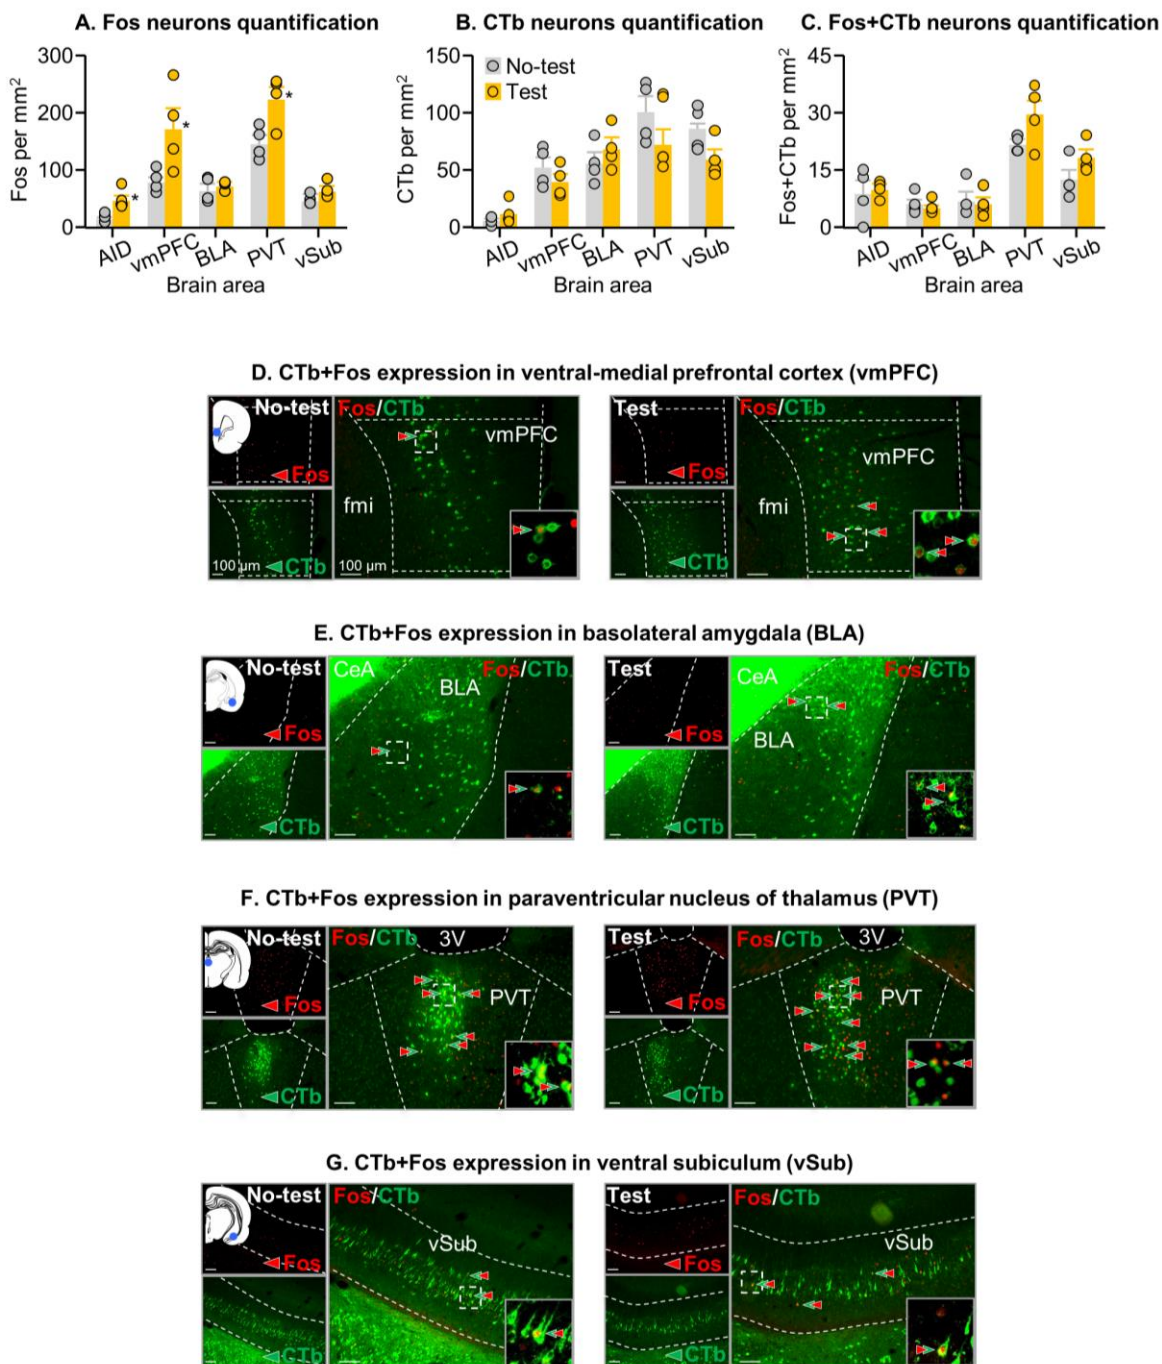 A. Fos neurons quantification
B. CTb neurons quantification
C. Fos+CTb neurons quantification
300
200
100
0
Fos per mm²
*
*
*
AID
vmPFC
BLA
PVT
vSub
Brain area
150
100
50
0
CTb per mm²
No-test
Test
AID
vmPFC
BLA
PVT
vSub
Brain area
45
30
15
0
Fos+CTb per mm²
AID
vmPFC
BLA
PVT
vSub
Brain area
D. CTb+Fos expression in ventral-medial prefrontal cortex (vmPFC)
No-test
Fos
CTb
100 µm
Fos/CTb
vmPFC
fmi
100 µm
Test
Fos
CTb
Fos/CTb
vmPFC
fmi
E. CTb+Fos expression in basolateral amygdala (BLA)
No-test
Fos
CTb
CeA
Fos/CTb
BLA
Test
Fos
CTb
CeA
Fos/CTb
BLA
F. CTb+Fos expression in paraventricular nucleus of thalamus (PVT)
No-test
Fos
CTb
Fos/CTb
3V
PVT
Test
Fos
CTb
Fos/CTb
3V
PVT
G. CTb+Fos expression in ventral subiculum (vSub)
No-test
Fos
CTb
Fos/CTb
vSub
Test
Fos
CTb
Fos/CTb
vSub